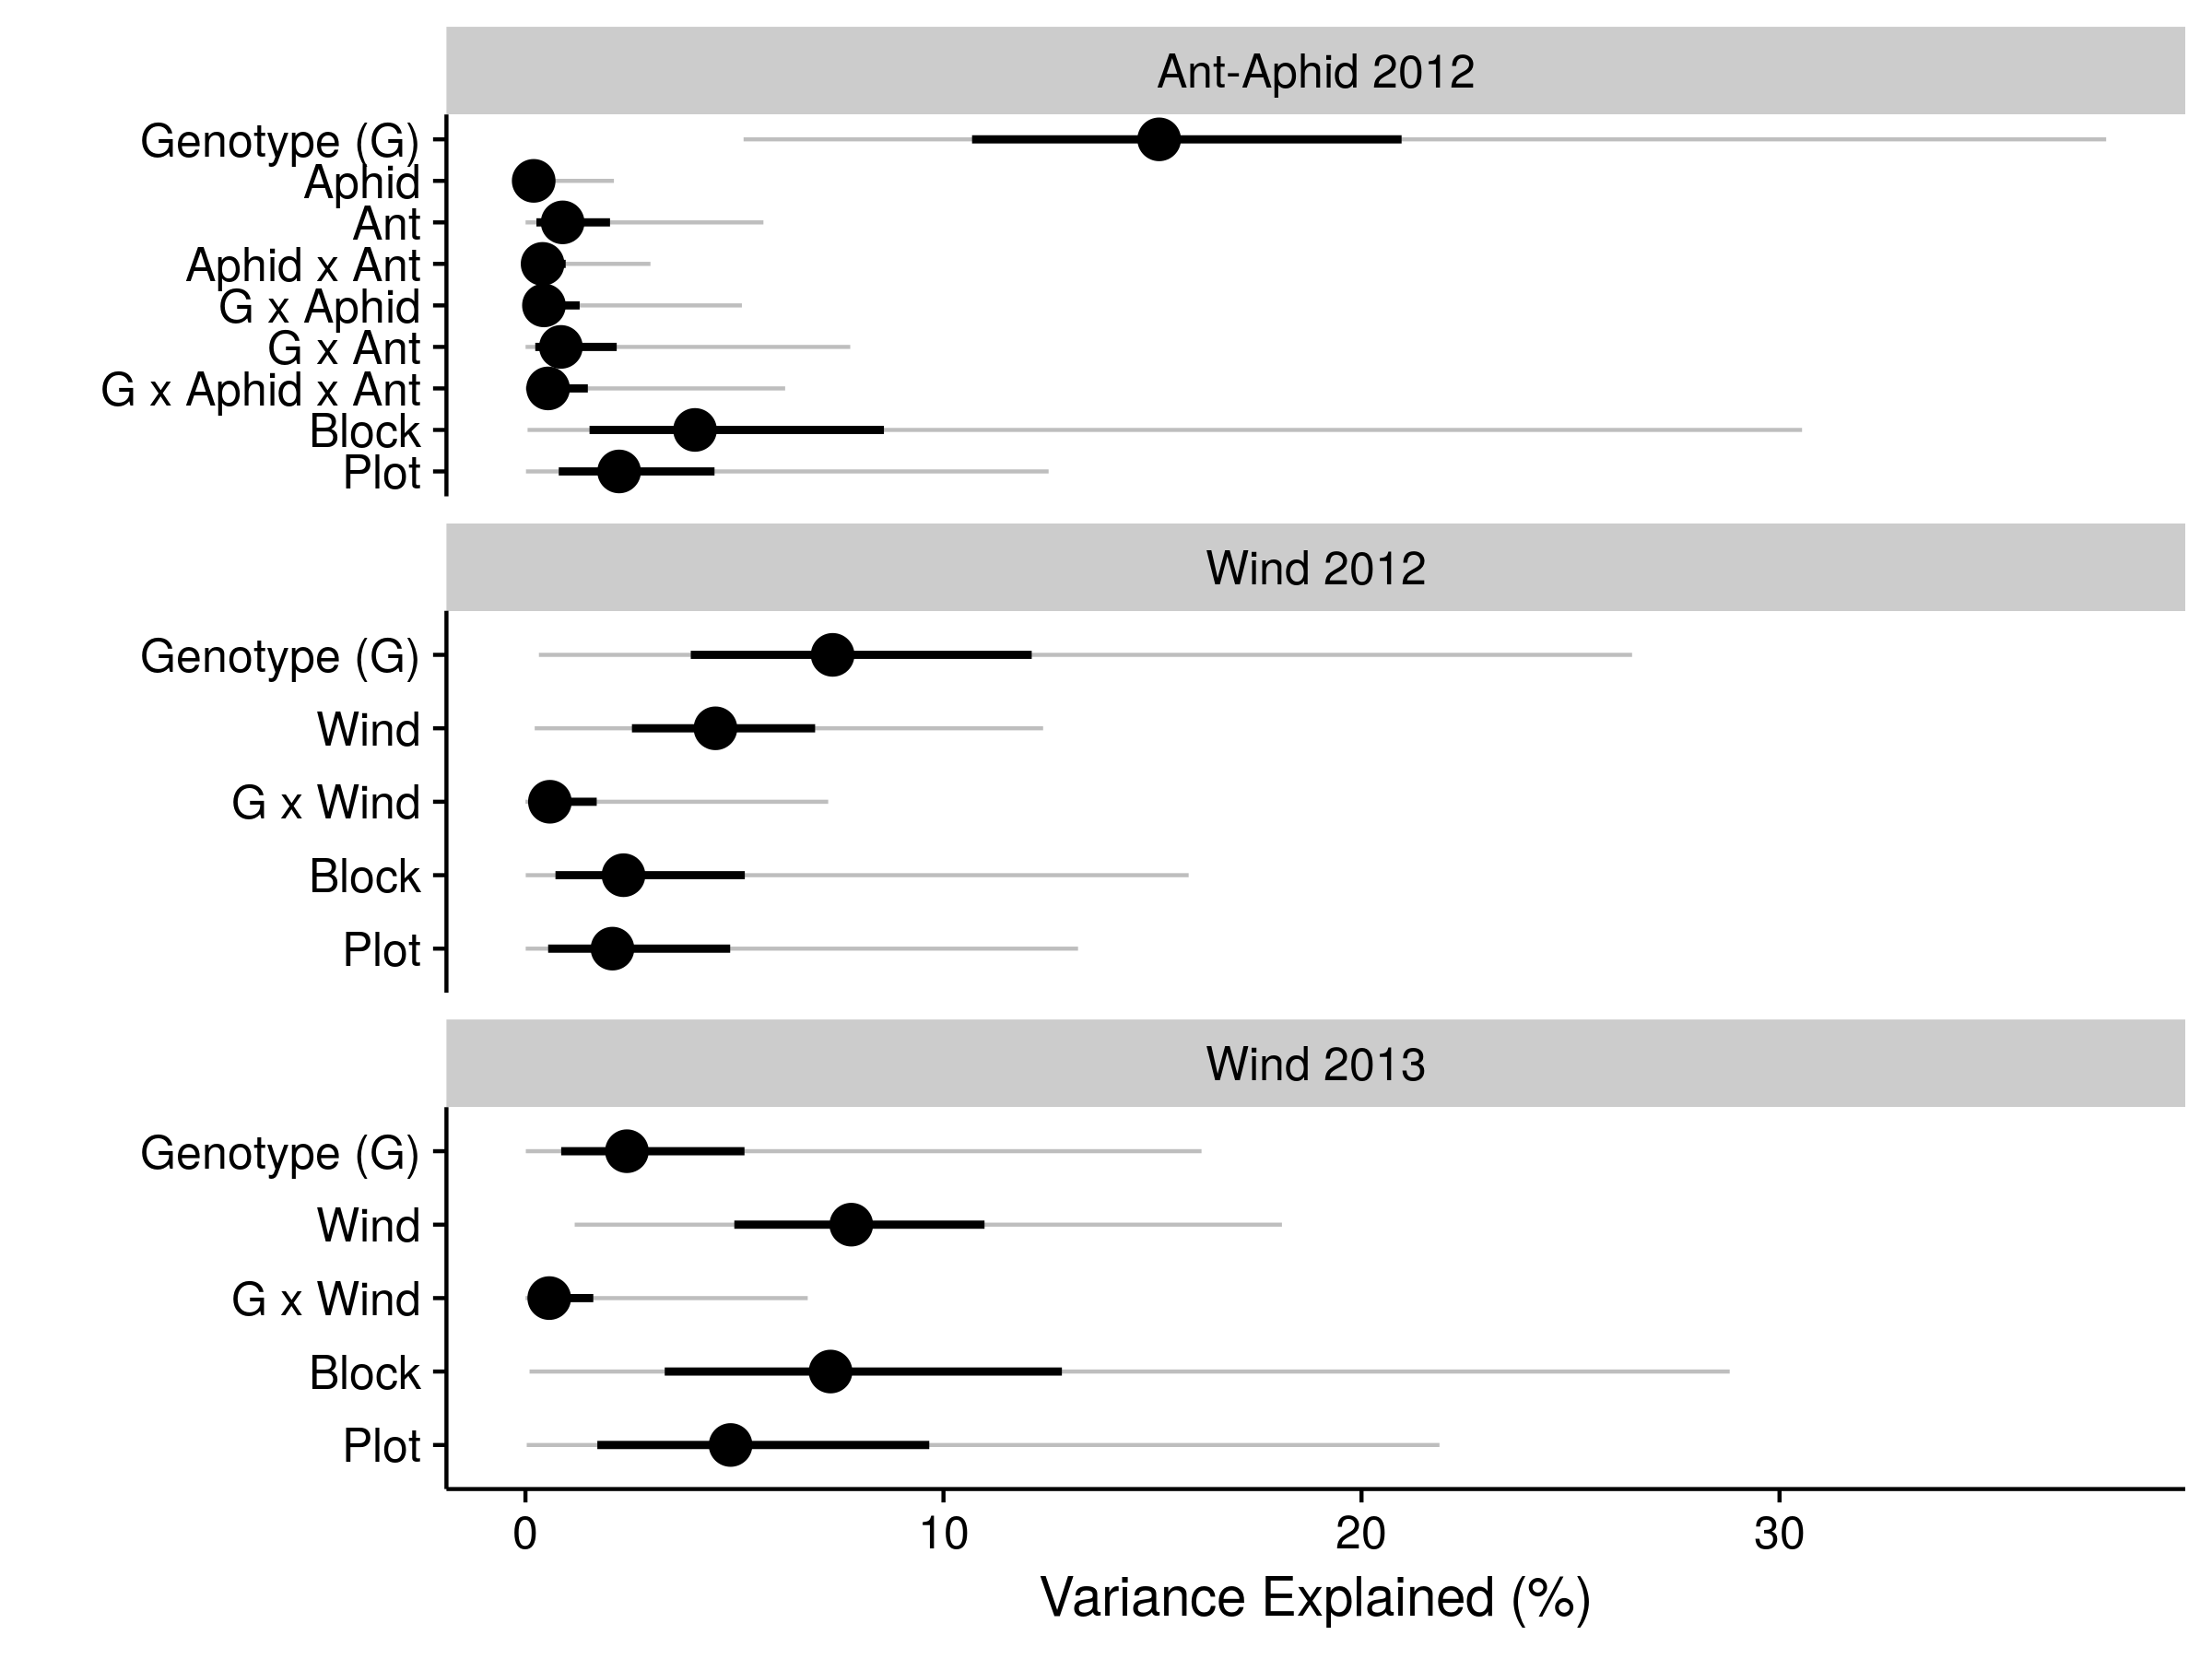 Ant-Aphid 2012
Genotype (G)
Aphid
Ant
Aphid x Ant
G x Aphid
G x Ant
G x Aphid x Ant
Block
Plot
Wind 2012
Genotype (G)
Wind
G x Wind
Block
Plot
Wind 2013
Genotype (G)
Wind
G x Wind
Block
Plot
0 10 20 30
Variance Explained (%)